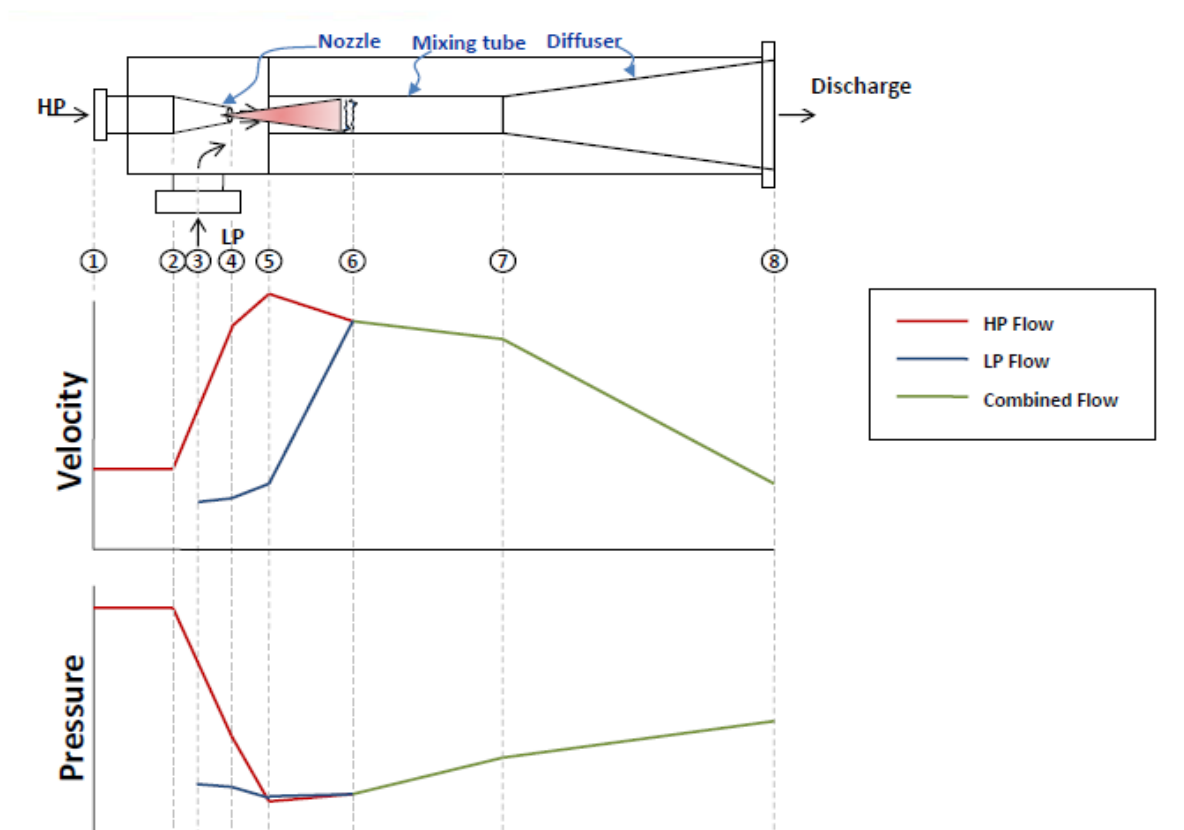 Nozzle Mixing tube Diffuser
HP
Discharge
LP
① ② ③ ④ ⑤ ⑥ ⑦ ⑧
Velocity
HP Flow
LP Flow
Combined Flow
Pressure